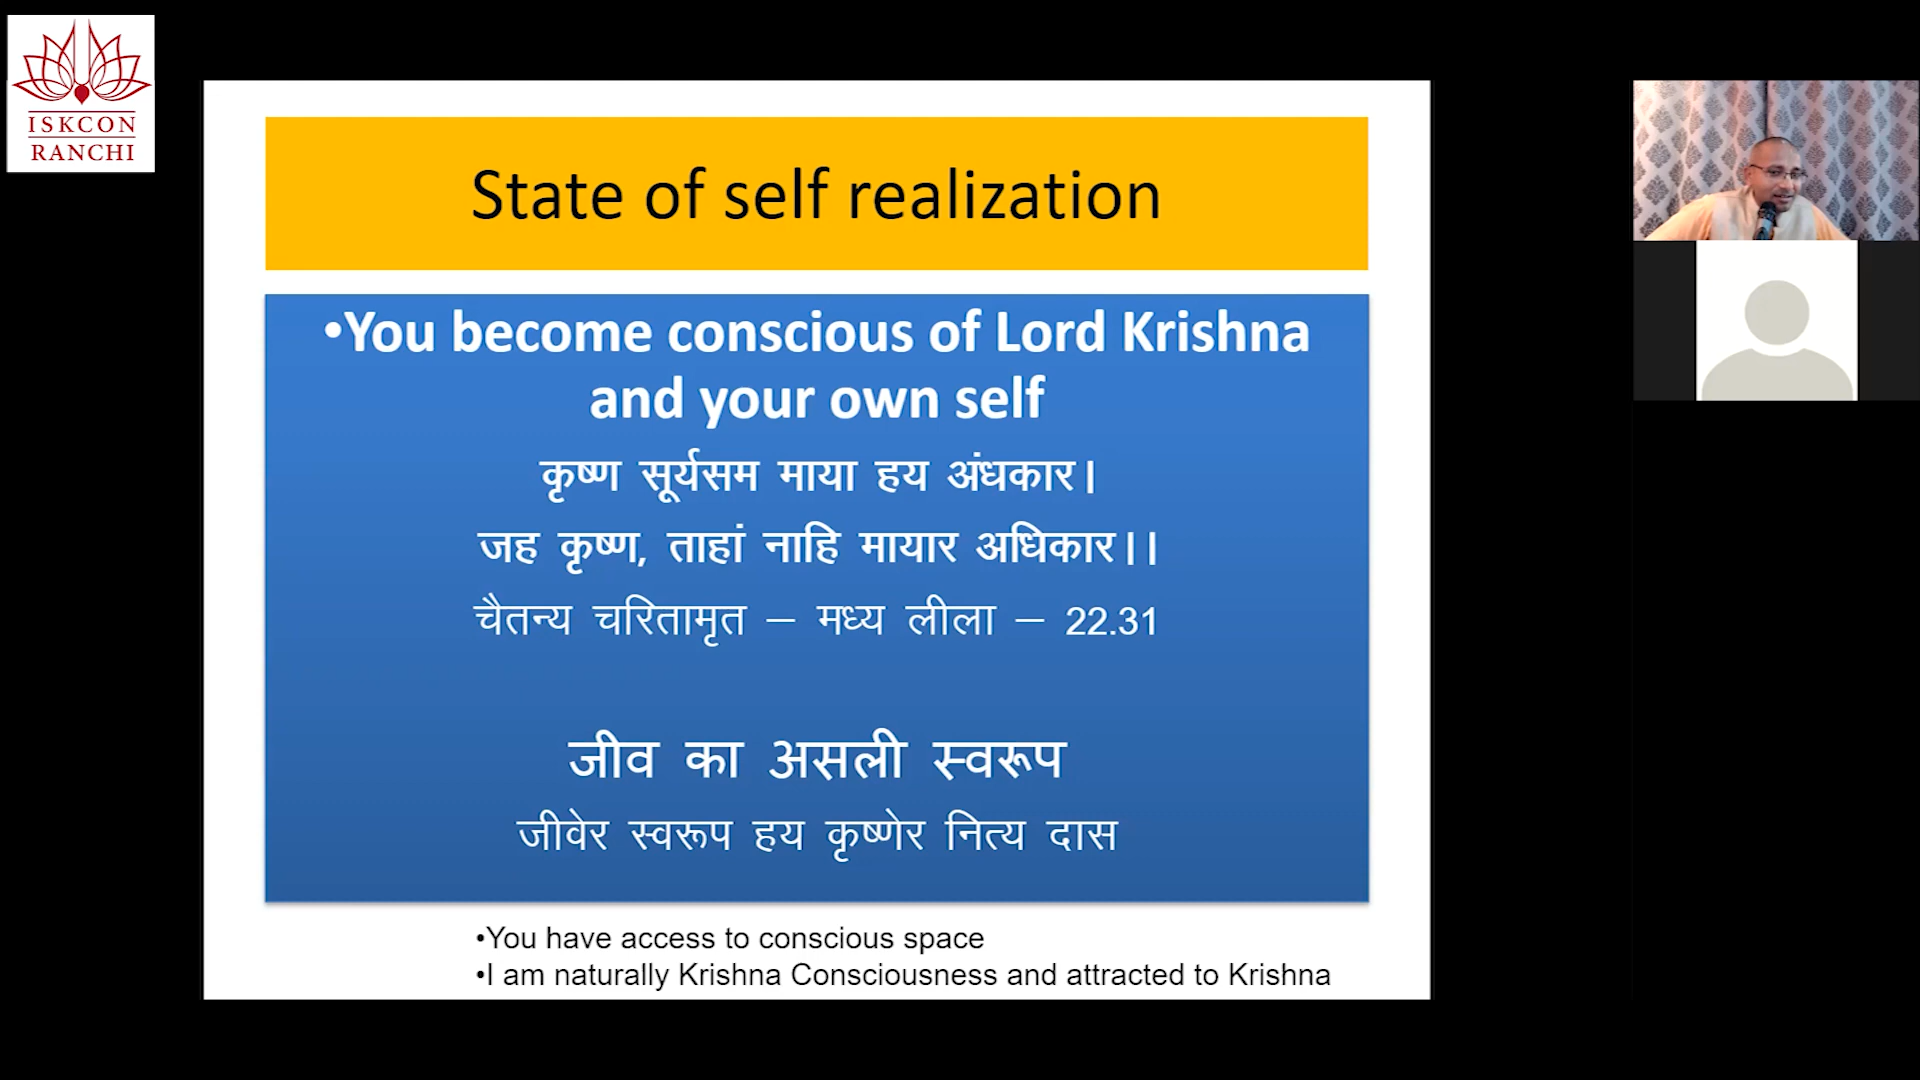 ISKCON
RANCHI
State of self realization
•You become conscious of Lord Krishna
and your own self
कृष्ण सूर्यसम माया हय अंधकार।
जह कृष्ण, ताहां नाहि मायार अधिकार।।
चैतन्य चरितामृत – मध्य लीला – 22.31
जीव का असली स्वरूप
जीवेर स्वरूप हय कृष्णेर नित्य दास
•You have access to conscious space
•I am naturally Krishna Consciousness and attracted to Krishna